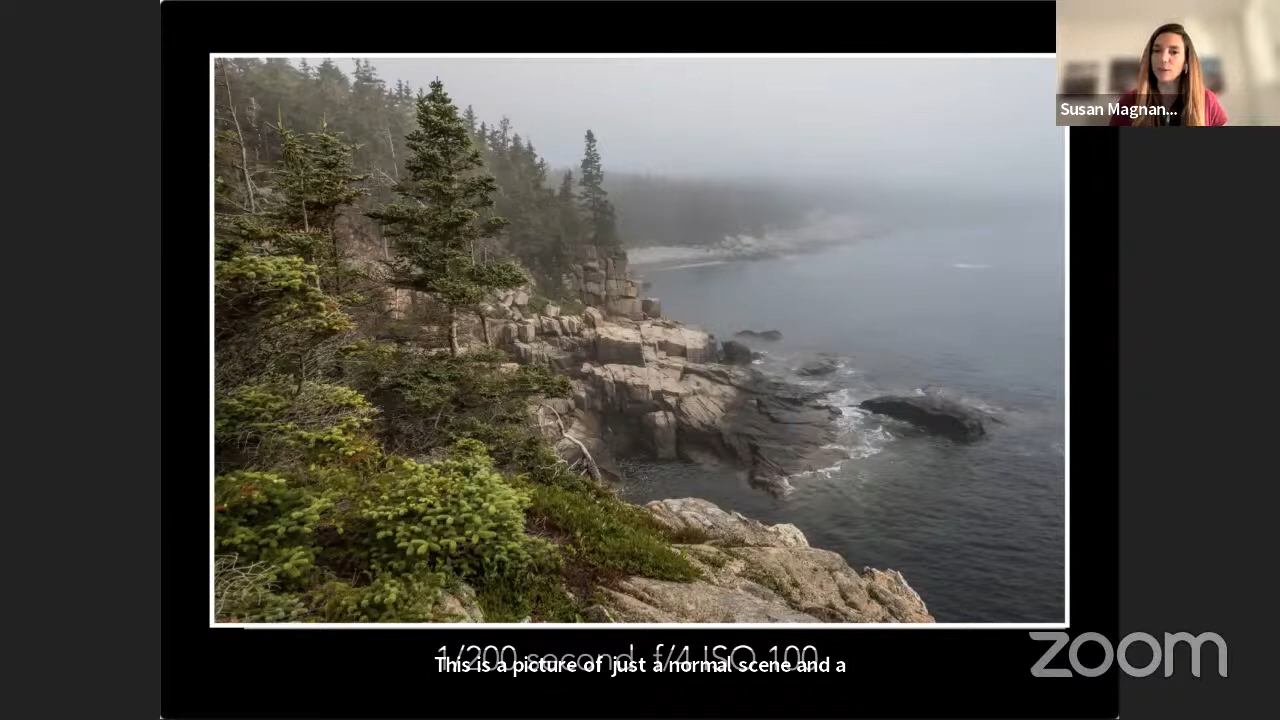 Susan Magnan...
1/200 second, f/4 ISO 100
This is a picture of just a normal scene and a
zoom